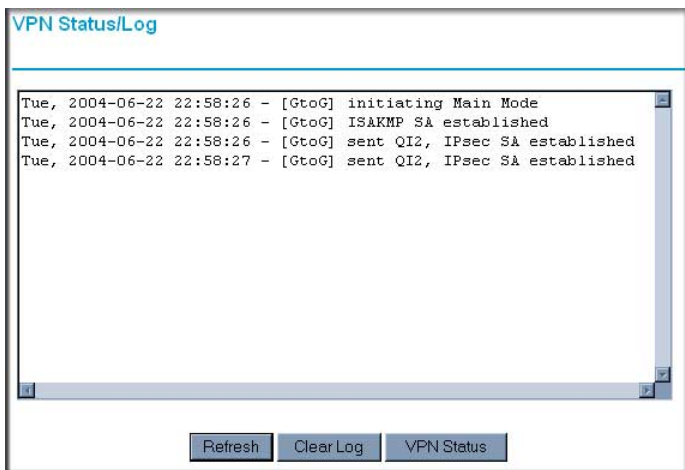 VPN Status/Log
Tue, 2004-06-22 22:58:26 - [GtoG] initiating Main Mode
Tue, 2004-06-22 22:58:26 - [GtoG] ISAKMP SA established
Tue, 2004-06-22 22:58:26 - [GtoG] sent QI2, IPsec SA established
Tue, 2004-06-22 22:58:27 - [GtoG] sent QI2, IPsec SA established
Refresh Clear Log VPN Status